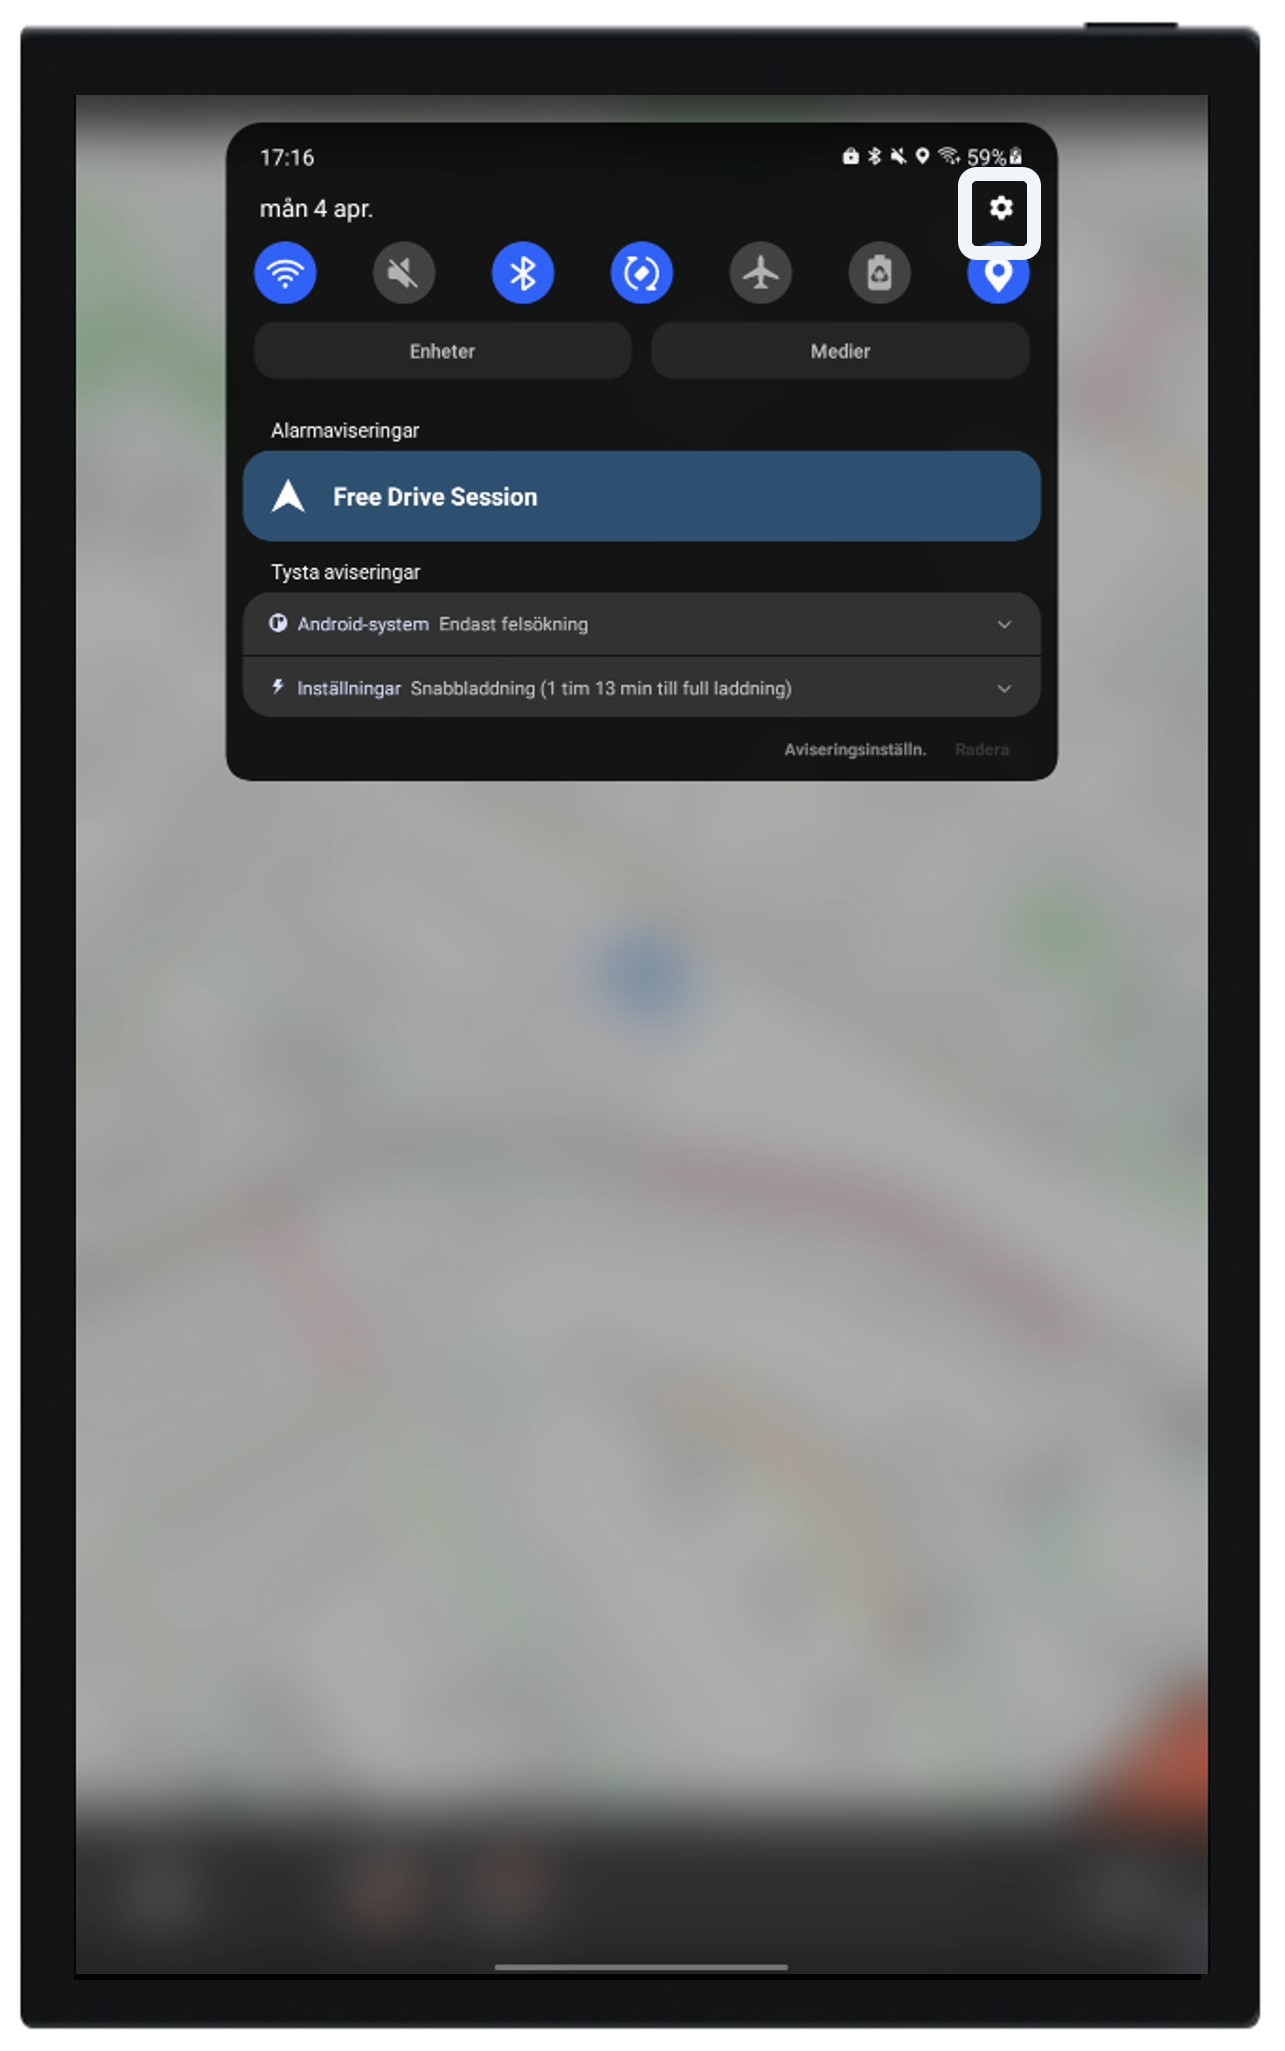 17:16
59%
mån 4 apr.
Enheter
Medier
Alarmaviseringar
Free Drive Session
Tysta aviseringar
Android-system Endast felsökning
Inställningar Snabbladdning (1 tim 13 min till full laddning)
Aviseringsinställn. Radera